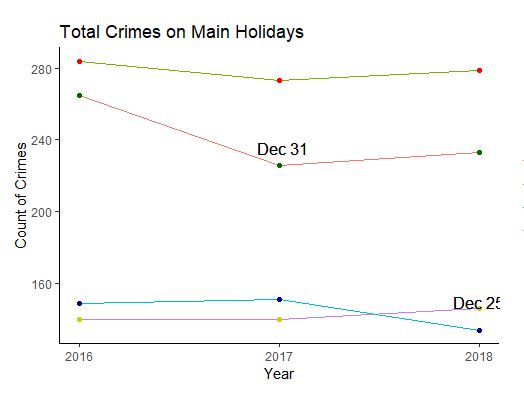 Total Crimes on Main Holidays
280
240
200
160
Count of Crimes
Dec 31
Dec 25
2016
2017
2018
Year